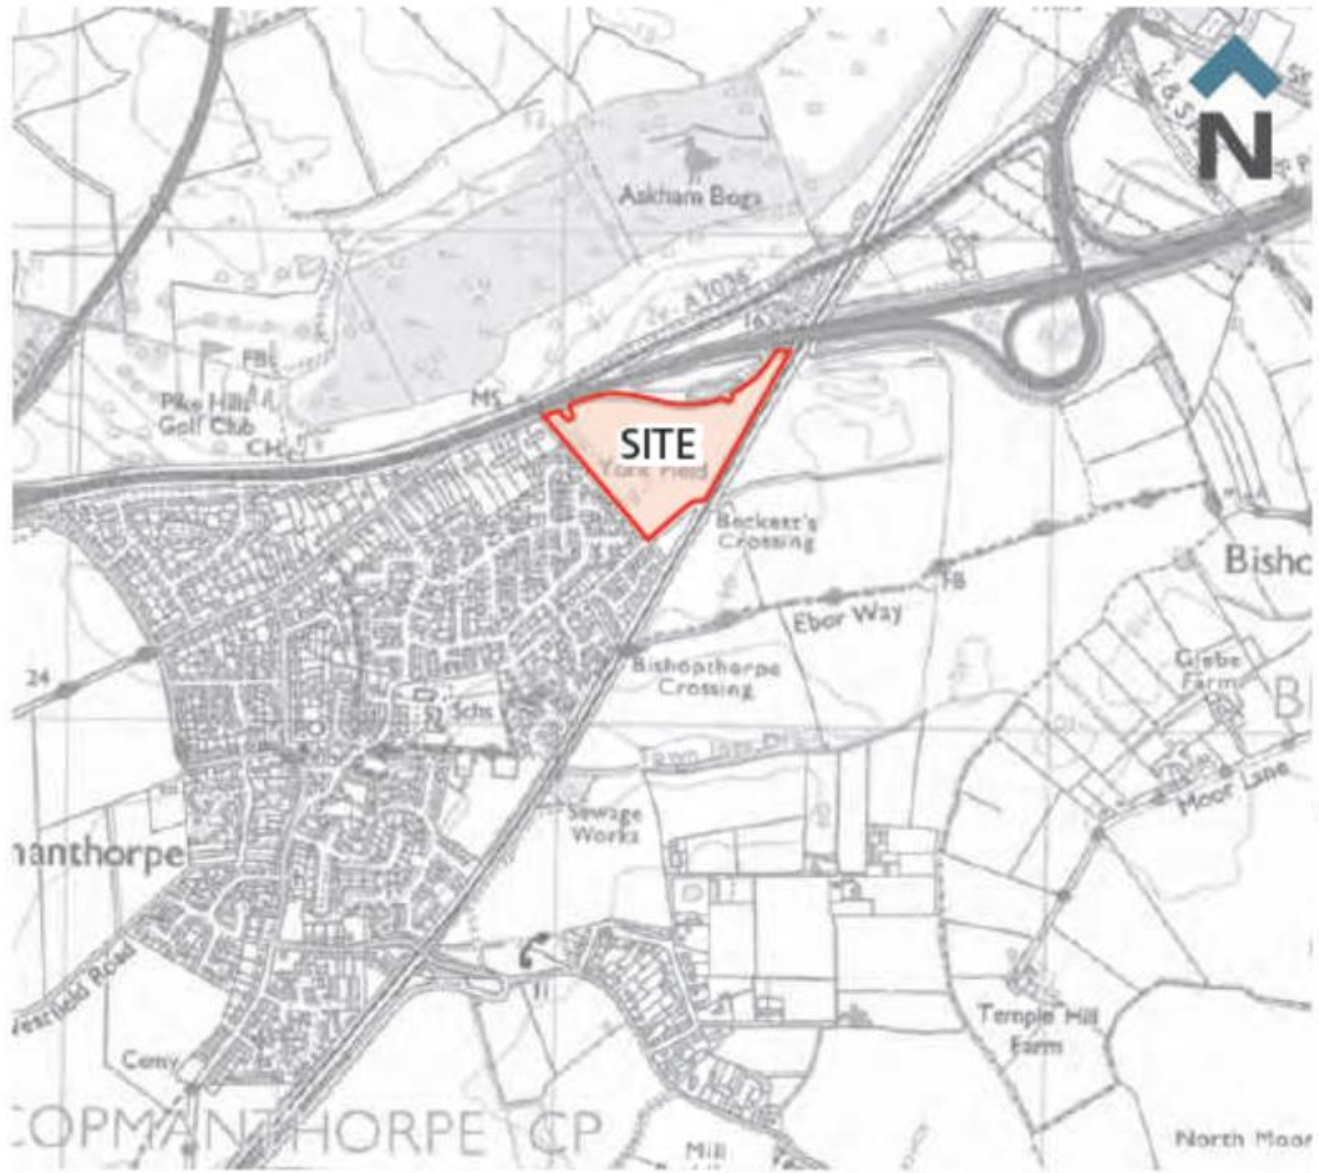 N
Askham Bogs
A1036
FB
MS
Pike Hills
Golf Club
CH
SITE
York Field
Beckett's
Crossing
Bisho
FB
Ebor Way
Bishopthorpe
Crossing
Glebe
Farm
24
Schs
Moor Lane
Sewage
Works
manthorpe
Westfield Road
Temple Hill
Farm
Cemy
COPMANTHORPE CP
Mill
North Moor